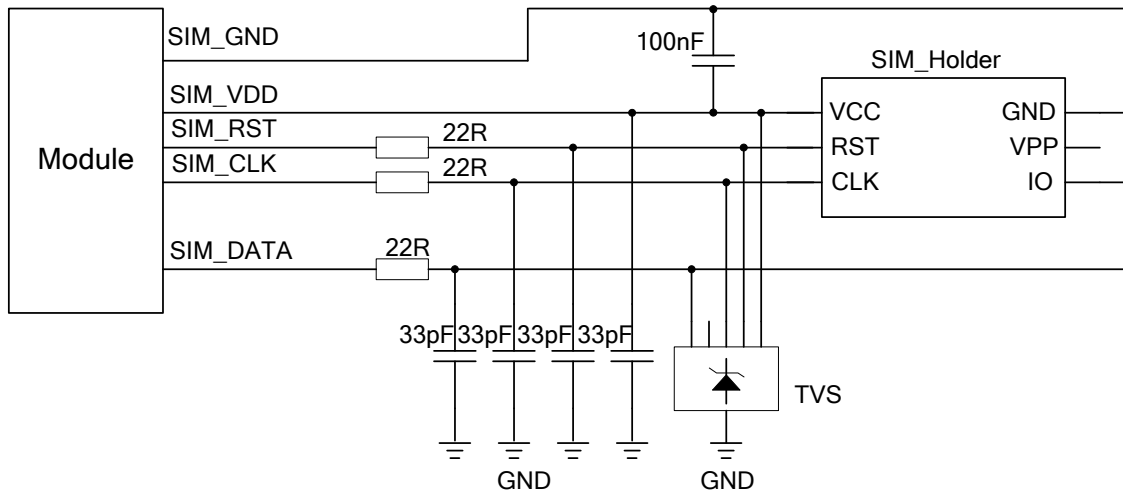 SIM_GND
100nF
SIM_Holder
SIM_VDD
VCC
GND
SIM_RST
22R
RST
VPP
Module
SIM_CLK
22R
CLK
IO
SIM_DATA
22R
33pF 33pF 33pF 33pF
TVS
GND
GND